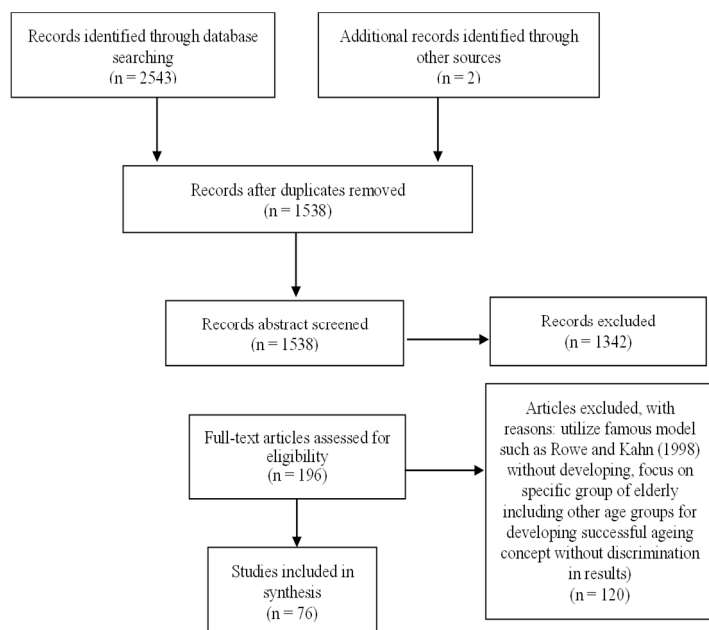 Records identified through database
searching
(n = 2543)
Additional records identified through
other sources
(n = 2)
Records after duplicates removed
(n = 1538)
Records abstract screened
(n = 1538)
Records excluded
(n = 1342)
Full-text articles assessed for
eligibility
(n = 196)
Articles excluded, with
reasons: utilize famous model
such as Rowe and Kahn (1998)
without developing, focus on
specific group of elderly
including other age groups for
developing successful ageing
concept without discrimination
in results)
(n = 120)
Studies included in
synthesis
(n = 76)